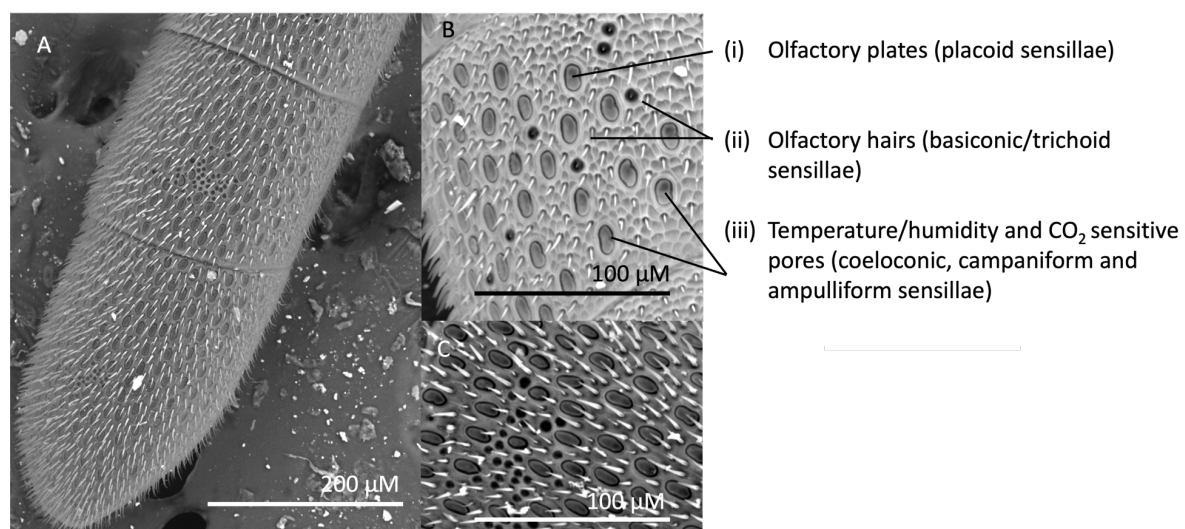 A
200 μM
B
100 μM
C
100 μM
(i) Olfactory plates (placoid sensillae)
(ii) Olfactory hairs (basiconic/trichoid
sensillae)
(iii) Temperature/humidity and CO₂ sensitive
pores (coeloconic, campaniform and
ampulliform sensillae)